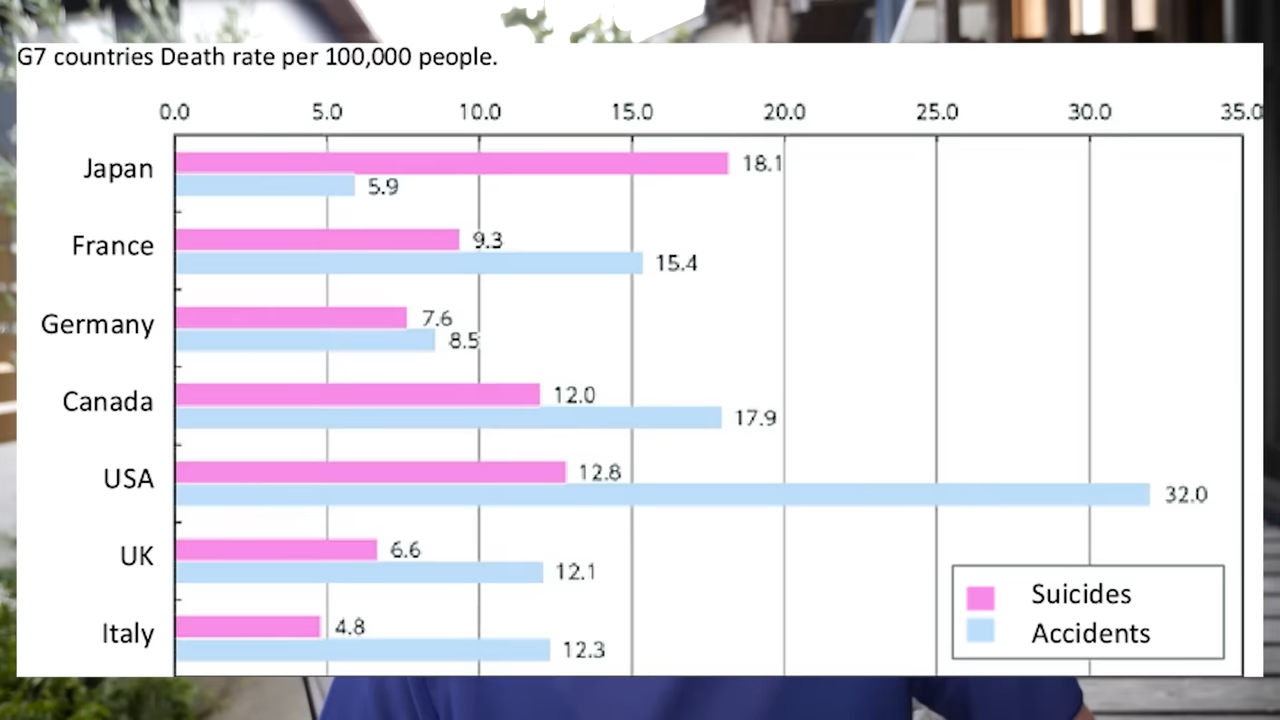 G7 countries Death rate per 100,000 people.
0.0 5.0 10.0 15.0 20.0 25.0 30.0 35.0
Japan 18.1
5.9
France 9.3
15.4
Germany 7.6
8.5
Canada 12.0
17.9
USA 12.8
32.0
UK 6.6
12.1
Italy 4.8
12.3
Suicides
Accidents